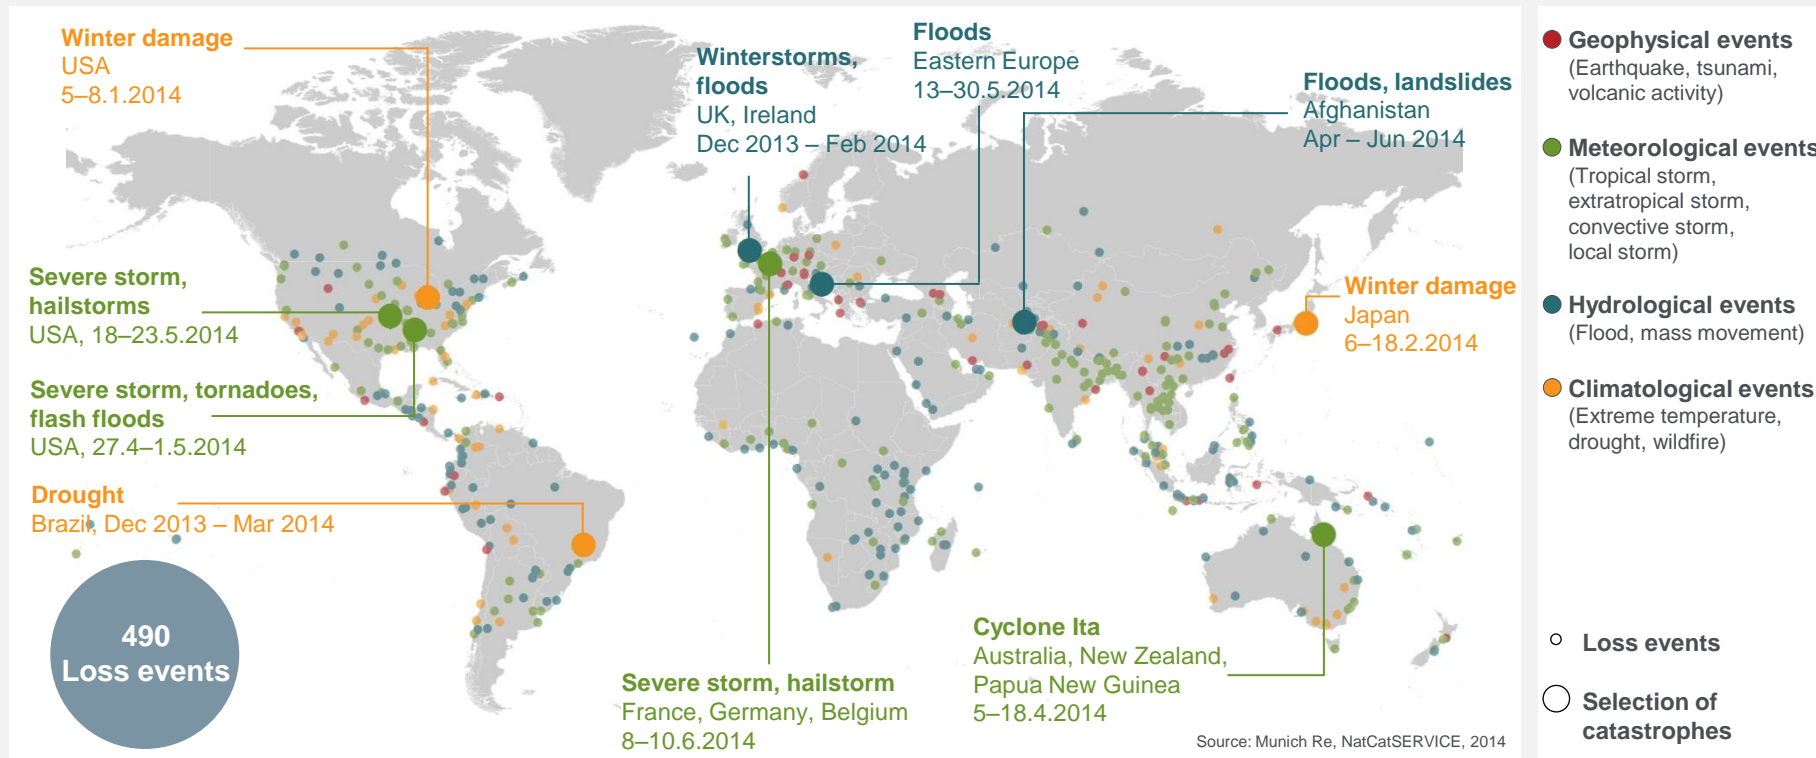 Winter damage
USA
5–8.1.2014
Winterstorms,
floods
UK, Ireland
Dec 2013 – Feb 2014
Floods
Eastern Europe
13–30.5.2014
Floods, landslides
Afghanistan
Apr – Jun 2014
Severe storm,
hailstorms
USA, 18–23.5.2014
Winter damage
Japan
6–18.2.2014
Severe storm, tornadoes,
flash floods
USA, 27.4–1.5.2014
Drought
Brazil, Dec 2013 – Mar 2014
490
Loss events
Severe storm, hailstorm
France, Germany, Belgium
8–10.6.2014
Cyclone Ita
Australia, New Zealand,
Papua New Guinea
5–18.4.2014
Source: Munich Re, NatCatSERVICE, 2014
Geophysical events
(Earthquake, tsunami,
volcanic activity)
Meteorological events
(Tropical storm,
extratropical storm,
convective storm,
local storm)
Hydrological events
(Flood, mass movement)
Climatological events
(Extreme temperature,
drought, wildfire)
Loss events
Selection of
catastrophes